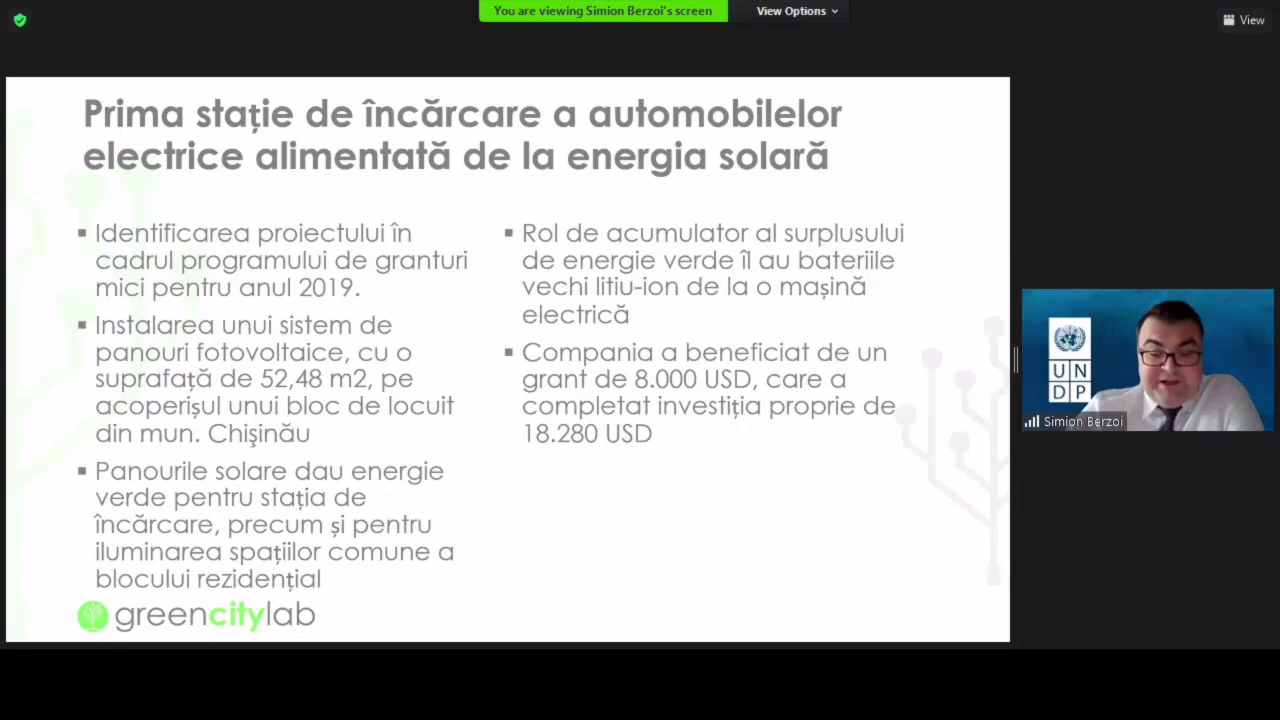 You are viewing Simion Berzoi's screen
View Options
View
Prima stație de încărcare a automobilelor
electrice alimentată de la energia solară
▪ Identificarea proiectului în
cadrul programului de granturi
mici pentru anul 2019.
▪ Instalarea unui sistem de
panouri fotovoltaice, cu o
suprafață de 52,48 m2, pe
acoperișul unui bloc de locuit
din mun. Chişinău
▪ Panourile solare dau energie
verde pentru stația de
încărcare, precum și pentru
iluminarea spațiilor comune a
blocului rezidențial
▪ Rol de acumulator al surplusului
de energie verde îl au bateriile
vechi litiu-ion de la o mașină
electrică
▪ Compania a beneficiat de un
grant de 8.000 USD, care a
completat investiția proprie de
18.280 USD
greencitylab
U N
D P
Simion Berzoi